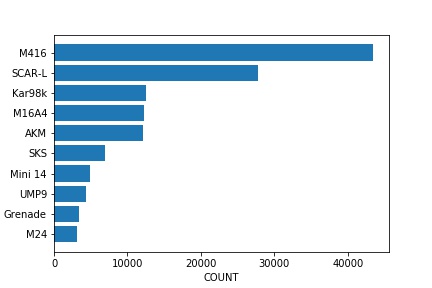 M416
SCAR-L
Kar98k
M16A4
AKM
SKS
Mini 14
UMP9
Grenade
M24
0 10000 20000 30000 40000
COUNT